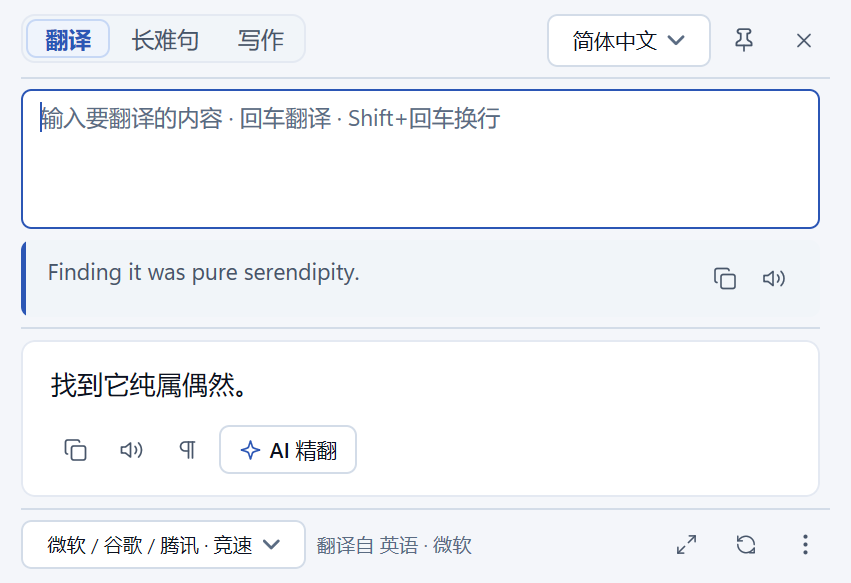 翻译 长难句 写作 简体中文
输入要翻译的内容 · 回车翻译 · Shift+回车换行
Finding it was pure serendipity.
找到它纯属偶然。
AI 精翻
微软 / 谷歌 / 腾讯 · 竞速 翻译自 英语 · 微软